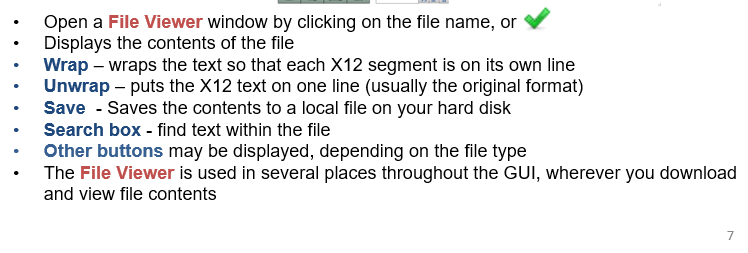 • Open a File Viewer window by clicking on the file name, or
• Displays the contents of the file
• Wrap – wraps the text so that each X12 segment is on its own line
• Unwrap – puts the X12 text on one line (usually the original format)
• Save - Saves the contents to a local file on your hard disk
• Search box - find text within the file
• Other buttons may be displayed, depending on the file type
• The File Viewer is used in several places throughout the GUI, wherever you download
and view file contents
7